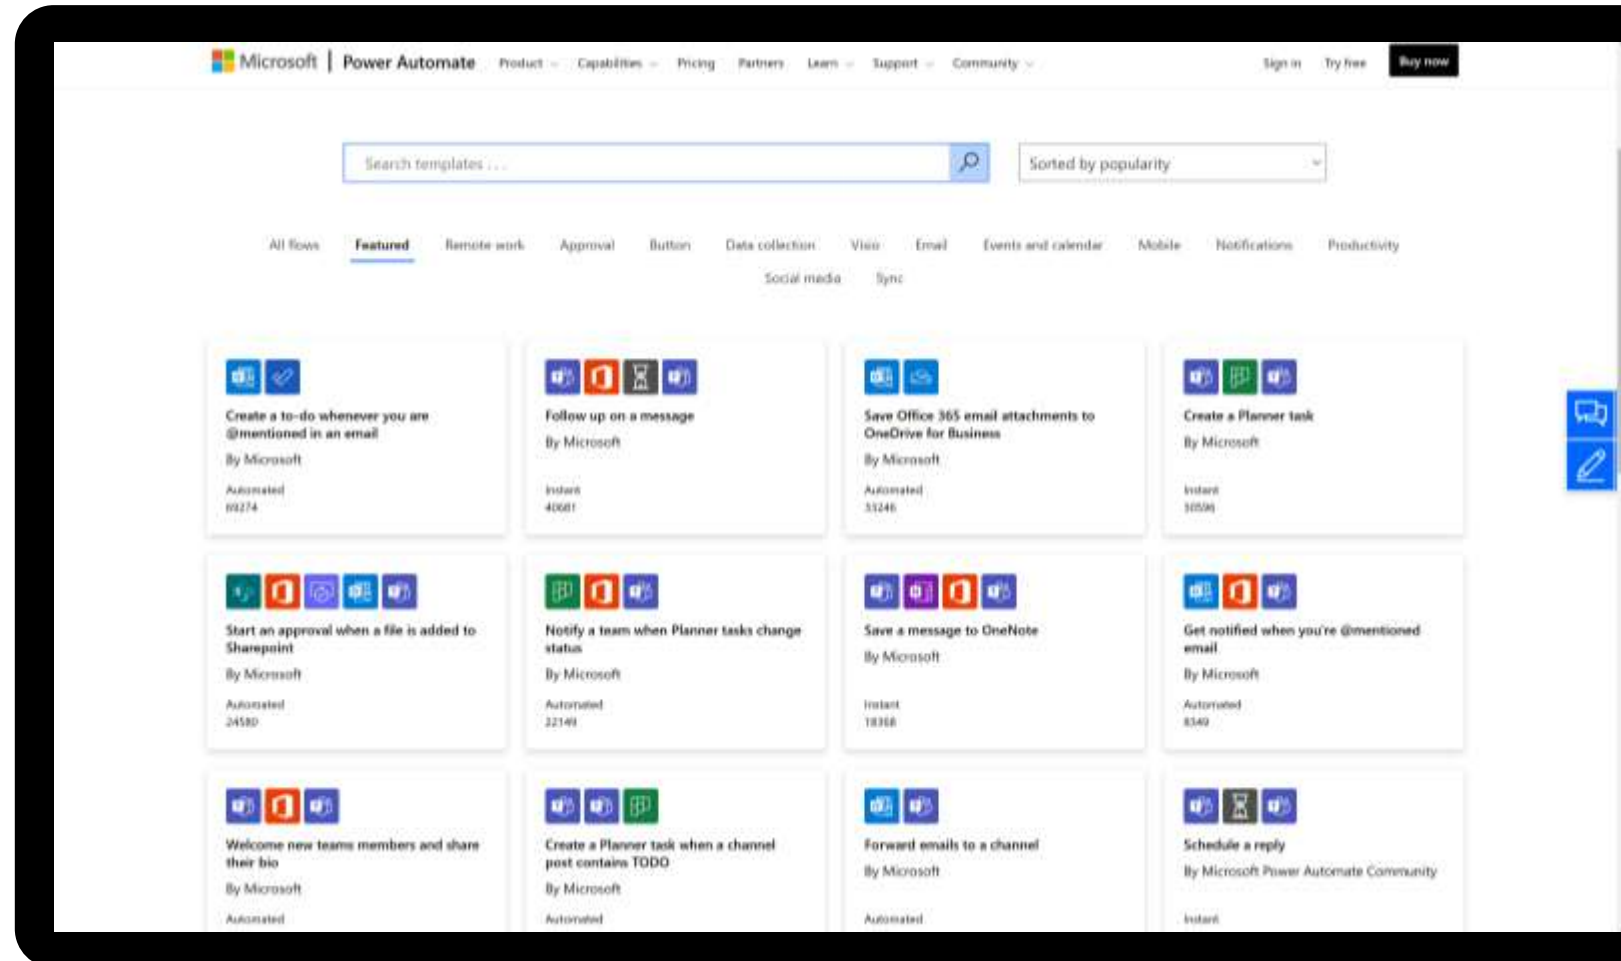 Microsoft | Power Automate Product Capabilities Pricing Partners Learn Support Community Sign in Try free Buy now
Search templates . . .
Sorted by popularity
All flows Featured Remote work Approval Button Data collection Visio Email Events and calendar Mobile Notifications Productivity
Social media Sync
Create a to-do whenever you are
@mentioned in an email
By Microsoft
Automated
69274
Follow up on a message
By Microsoft
Instant
40681
Save Office 365 email attachments to
OneDrive for Business
By Microsoft
Automated
33246
Create a Planner task
By Microsoft
Instant
30596
Start an approval when a file is added to
Sharepoint
By Microsoft
Automated
24580
Notify a team when Planner tasks change
status
By Microsoft
Automated
22149
Save a message to OneNote
By Microsoft
Instant
18368
Get notified when you're @mentioned
email
By Microsoft
Automated
8349
Welcome new teams members and share
their bio
By Microsoft
Automated
Create a Planner task when a channel
post contains TODO
By Microsoft
Automated
Forward emails to a channel
By Microsoft
Automated
Schedule a reply
By Microsoft Power Automate Community
Instant